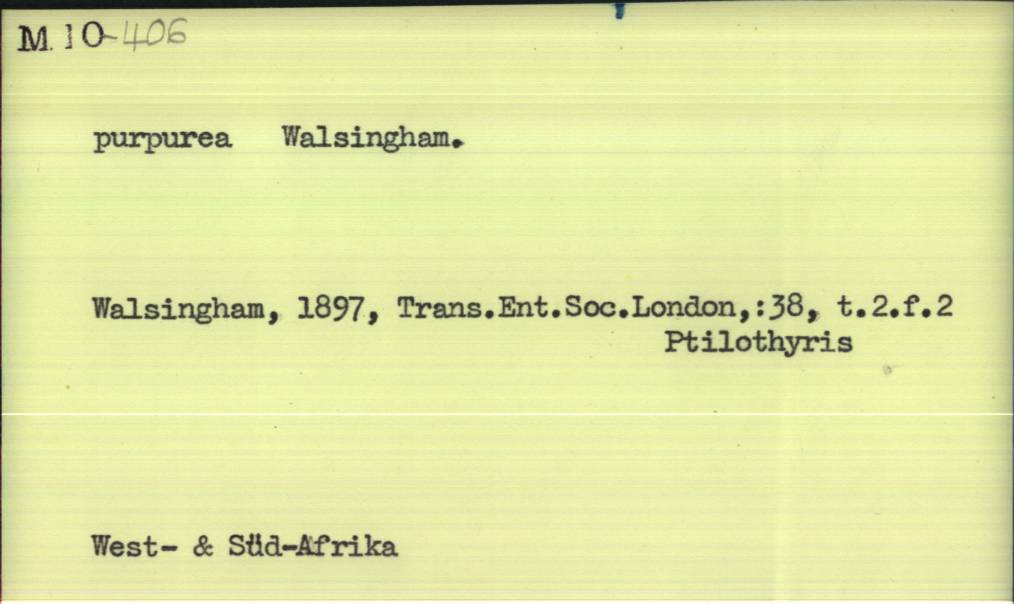 M.10-406
purpurea Walsingham.
Walsingham, 1897, Trans.Ent.Soc.London,:38, t.2.f.2
Ptilothyris
West- & Süd-Afrika